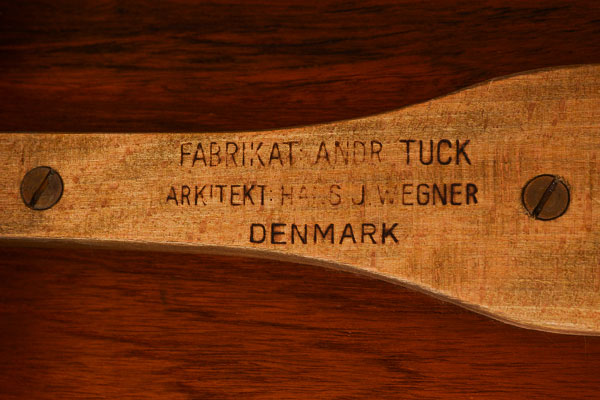 FABRIKAT: ANDR. TUCK
ARKITEKT: HANS J. WEGNER
DENMARK